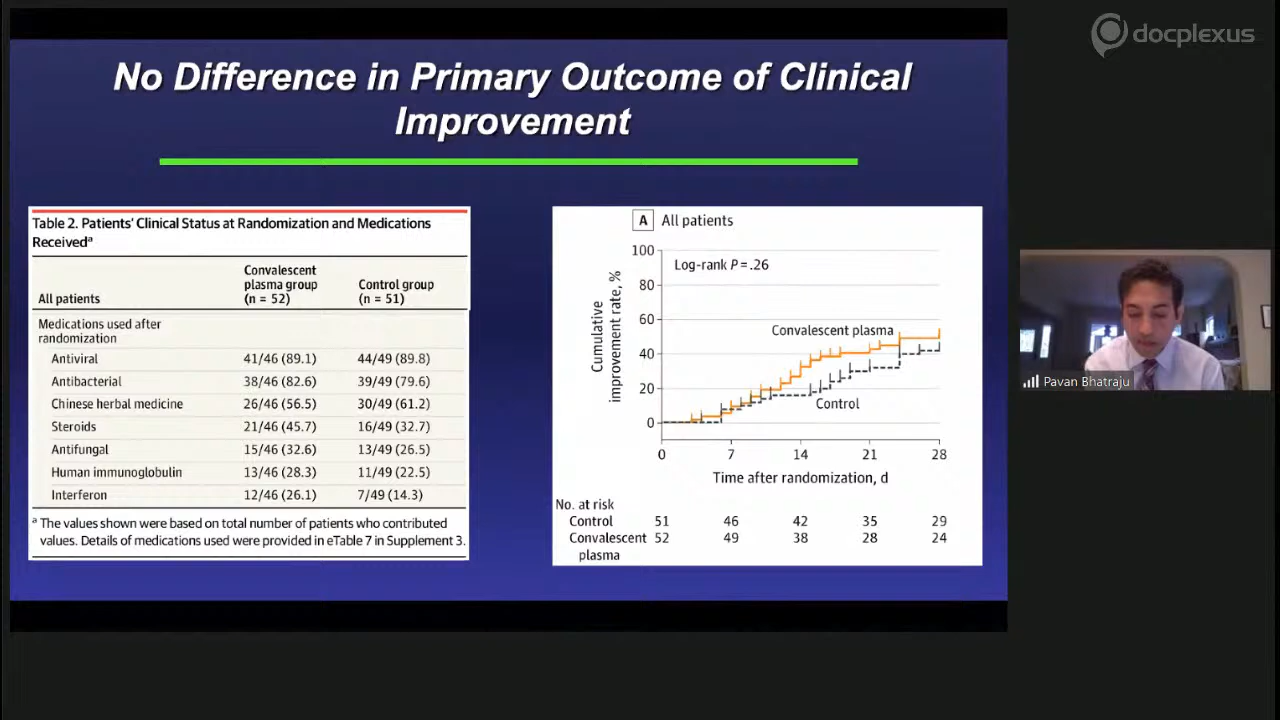 docplexus
No Difference in Primary Outcome of Clinical
Improvement
Table 2. Patients' Clinical Status at Randomization and Medications
Receivedª
All patients Convalescent plasma group (n = 52) Control group (n = 51)
Medications used after
randomization
Antiviral 41/46 (89.1) 44/49 (89.8)
Antibacterial 38/46 (82.6) 39/49 (79.6)
Chinese herbal medicine 26/46 (56.5) 30/49 (61.2)
Steroids 21/46 (45.7) 16/49 (32.7)
Antifungal 15/46 (32.6) 13/49 (26.5)
Human immunoglobulin 13/46 (28.3) 11/49 (22.5)
Interferon 12/46 (26.1) 7/49 (14.3)
ª The values shown were based on total number of patients who contributed
values. Details of medications used were provided in eTable 7 in Supplement 3.
A All patients
Log-rank P = .26
Cumulative
improvement rate, %
100
80
60
40
20
0
Convalescent plasma
Control
0 7 14 21 28
Time after randomization, d
No. at risk
Control 51 46 42 35 29
Convalescent 52 49 38 28 24
plasma
Pavan Bhatraju